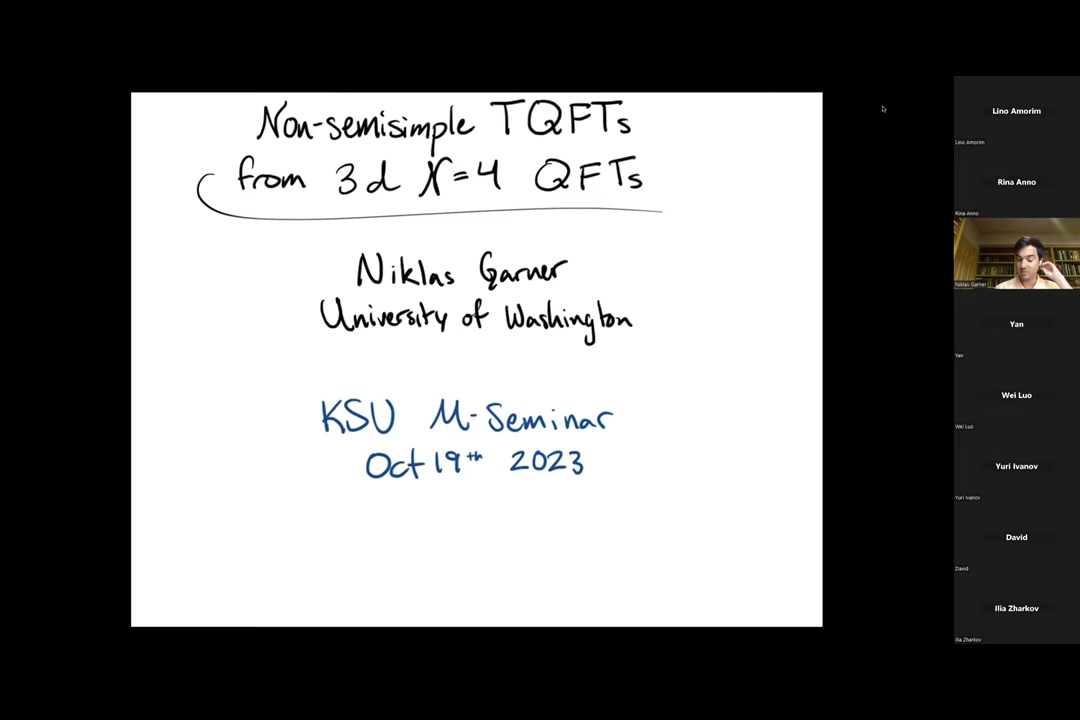 Non-semisimple TQFTs
from 3d N=4 QFTs
Niklas Garner
University of Washington
KSU M-Seminar
Oct 19th 2023
Lino Amorim
Lino Amorim
Rina Anno
Rina Anno
Niklas Garner
Yan
Yan
Wei Luo
Wei Luo
Yuri Ivanov
Yuri Ivanov
David
David
Ilia Zharkov
Ilia Zharkov